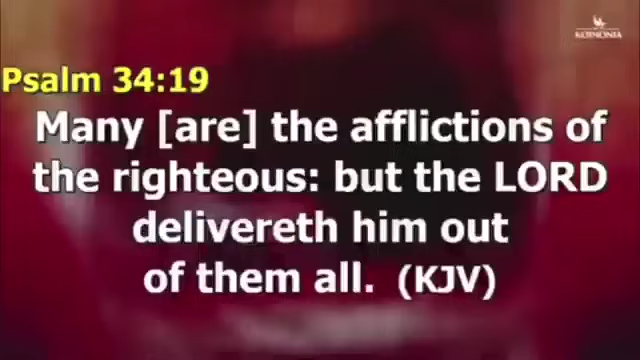 KOINONIA
Psalm 34:19
Many [are] the afflictions of
the righteous: but the LORD
delivereth him out
of them all. (KJV)